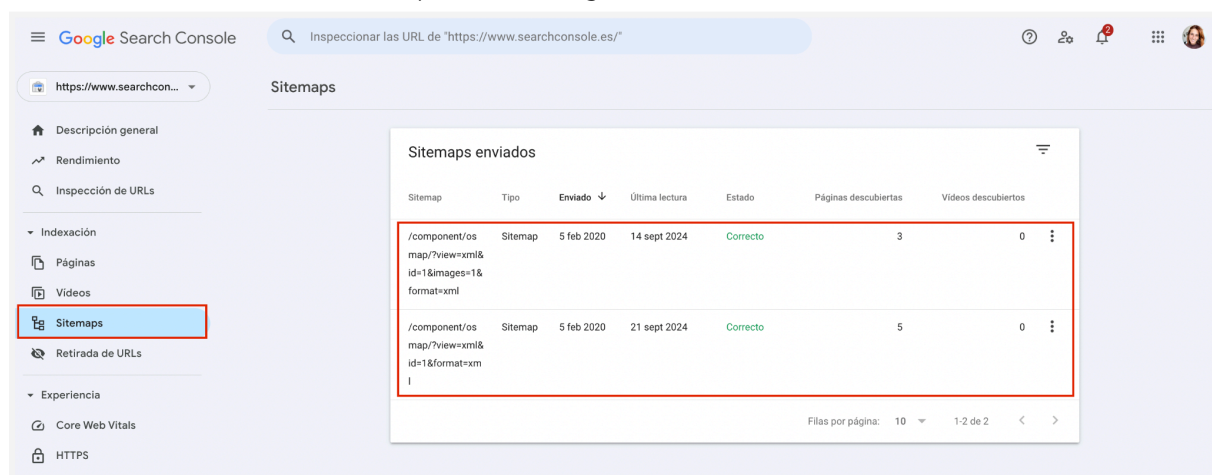 Google Search Console
Inspeccionar las URL de "https://www.searchconsole.es/"
2
https://www.searchcon...
Sitemaps
Descripción general
Rendimiento
Inspección de URLs
Indexación
Páginas
Vídeos
Sitemaps
Retirada de URLs
Experiencia
Core Web Vitals
HTTPS
Sitemaps enviados
Sitemap Tipo Enviado Última lectura Estado Páginas descubiertas Vídeos descubiertos
/component/os Sitemap 5 feb 2020 14 sept 2024 Correcto 3 0
map/?view=xml&
id=1&images=1&
format=xml
/component/os Sitemap 5 feb 2020 21 sept 2024 Correcto 5 0
map/?view=xml&
id=1&format=xm
l
Filas por página: 10 1-2 de 2